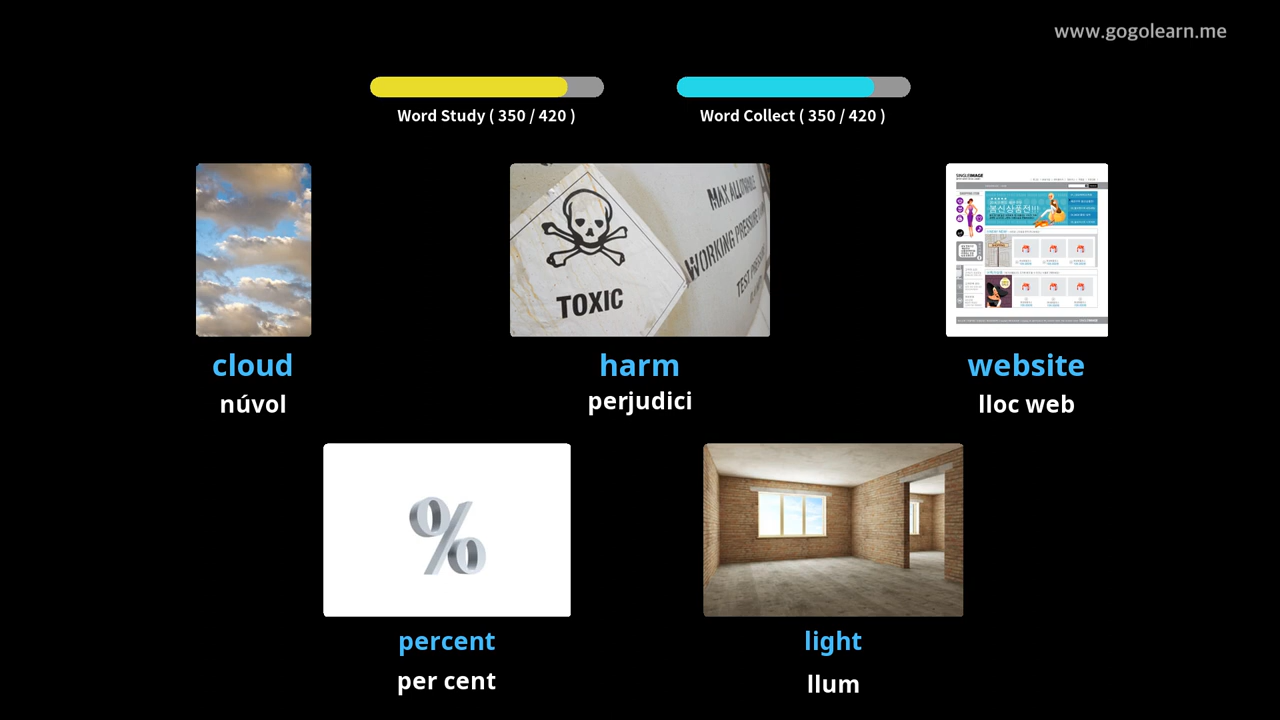 www.gogolearn.me
Word Study ( 350 / 420 )
Word Collect ( 350 / 420 )
MAX ALLOWABLE
WORKING PRESSURE
TOXIC
TEST
cloud
harm
website
núvol
perjudici
lloc web
%
percent
light
per cent
llum